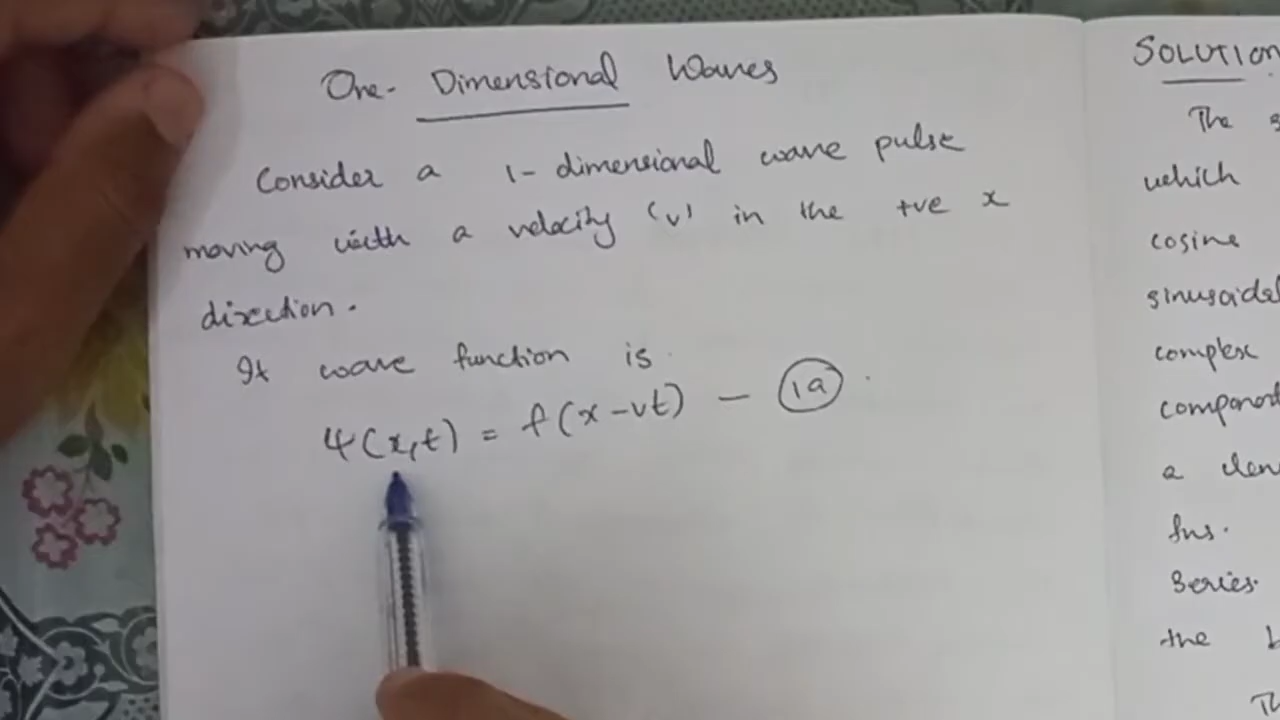 One-Dimensional Waves
Consider a 1-dimensional wave pulse
moving with a velocity 'v' in the +ve x
direction.
It wave function is
ψ(x,t) = f(x-vt) - 1a
SOLUTION
The
which
cosine
sinusoidal
complex
component
a
fns.
Series.
the